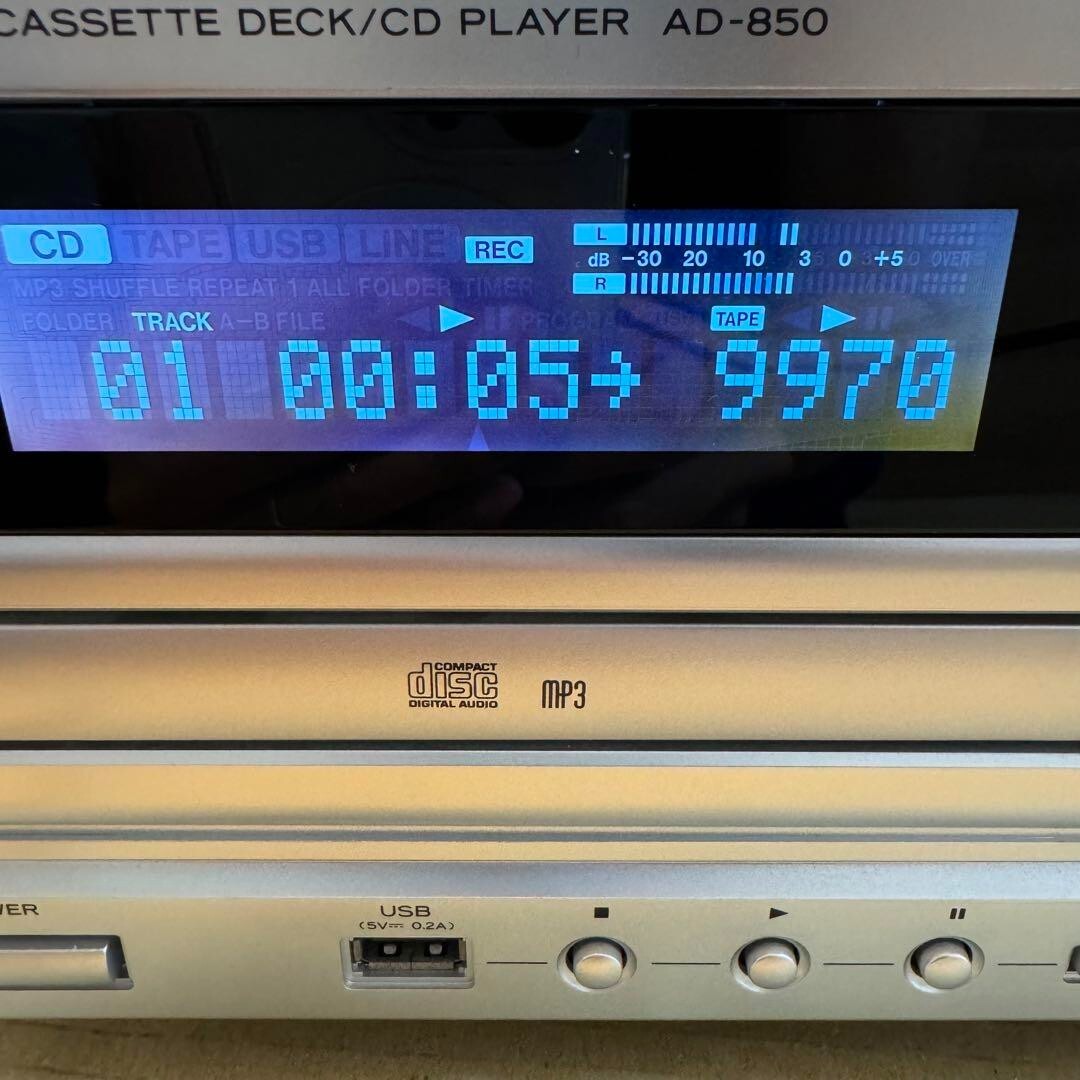 CASSETTE DECK/CD PLAYER AD-850
CD TAPE USB LINE REC
L
dB -30 20 10 3 0 +5 OVER
R
MP3 SHUFFLE REPEAT 1 ALL FOLDER TIMER
FOLDER TRACK A-B FILE TAPE
01 00:05→ 9970
COMPACT
disc
DIGITAL AUDIO
MP3
WER
USB
(5V⎓ 0.2A)